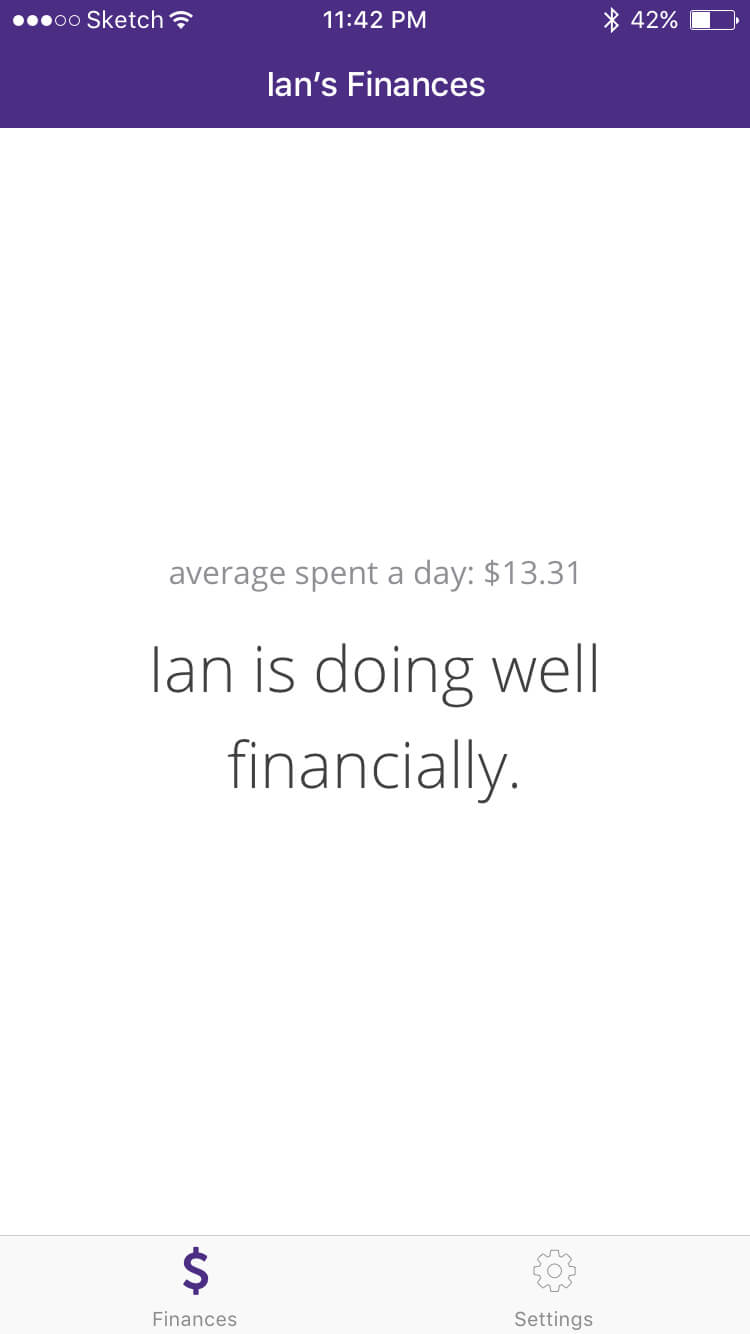 Sketch 11:42 PM 42%
Ian’s Finances
average spent a day: $13.31
Ian is doing well
financially.
$
Finances Settings